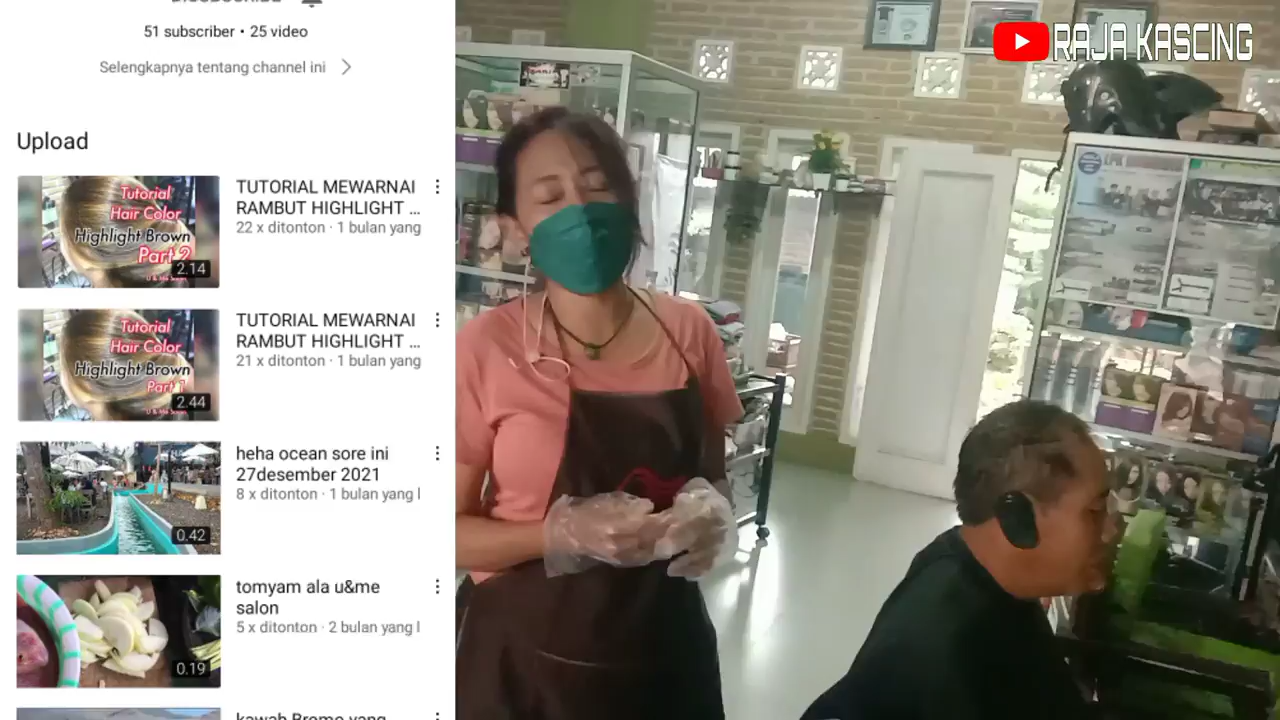 51 subscriber • 25 video
Selengkapnya tentang channel ini
Upload
Tutorial
Hair Color
Highlight Brown
Part 2
2.14
TUTORIAL MEWARNAI
RAMBUT HIGHLIGHT ...
22 x ditonton · 1 bulan yang
Tutorial
Hair Color
Highlight Brown
Part 1
2.44
TUTORIAL MEWARNAI
RAMBUT HIGHLIGHT ...
21 x ditonton · 1 bulan yang
0.42
heha ocean sore ini
27desember 2021
8 x ditonton · 1 bulan yang l
0.19
tomyam ala u&me
salon
5 x ditonton · 2 bulan yang l
RAJA KASCING